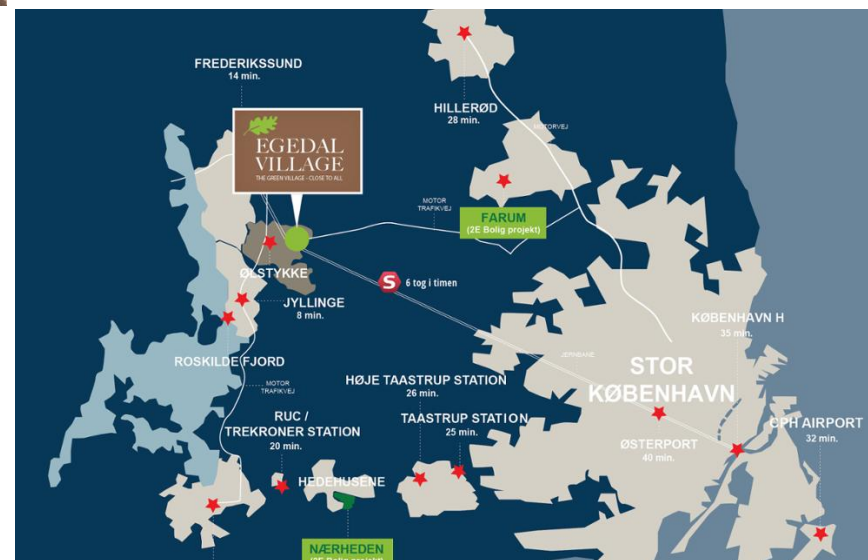 FREDERIKSSUND
14 min.
HILLERØD
28 min.
MOTORVEJ
EGEDAL
VILLAGE
THE GREEN VILLAGE - CLOSE TO ALL
MOTOR
TRAFIKVEJ
FARUM
(2E Bolig projekt)
ØLSTYKKE
S
6 tog i timen
JYLLINGE
8 min.
KØBENHAVN H
35 min.
ROSKILDE FJORD
JERNBANE
STOR
KØBENHAVN
HØJE TAASTRUP STATION
26 min.
MOTOR
TRAFIKVEJ
RUC /
TREKRONER STATION
20 min.
TAASTRUP STATION
25 min.
CPH AIRPORT
32 min.
ØSTERPORT
40 min.
HEDEHUSENE
NÆRHEDEN
(2E Bolig projekt)